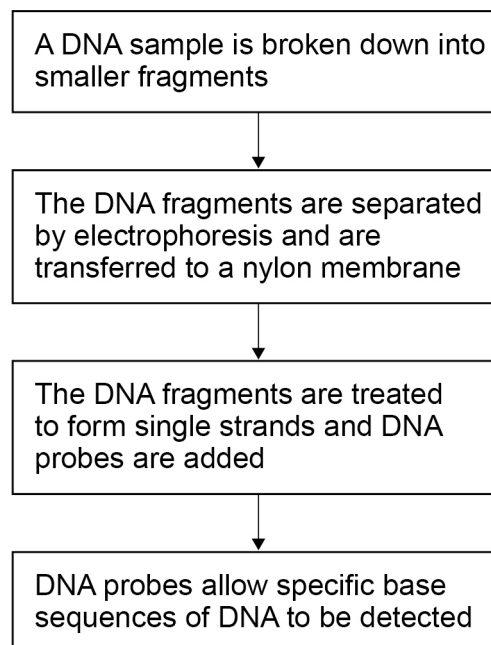 A DNA sample is broken down into
smaller fragments
The DNA fragments are separated
by electrophoresis and are
transferred to a nylon membrane
The DNA fragments are treated
to form single strands and DNA
probes are added
DNA probes allow specific base
sequences of DNA to be detected